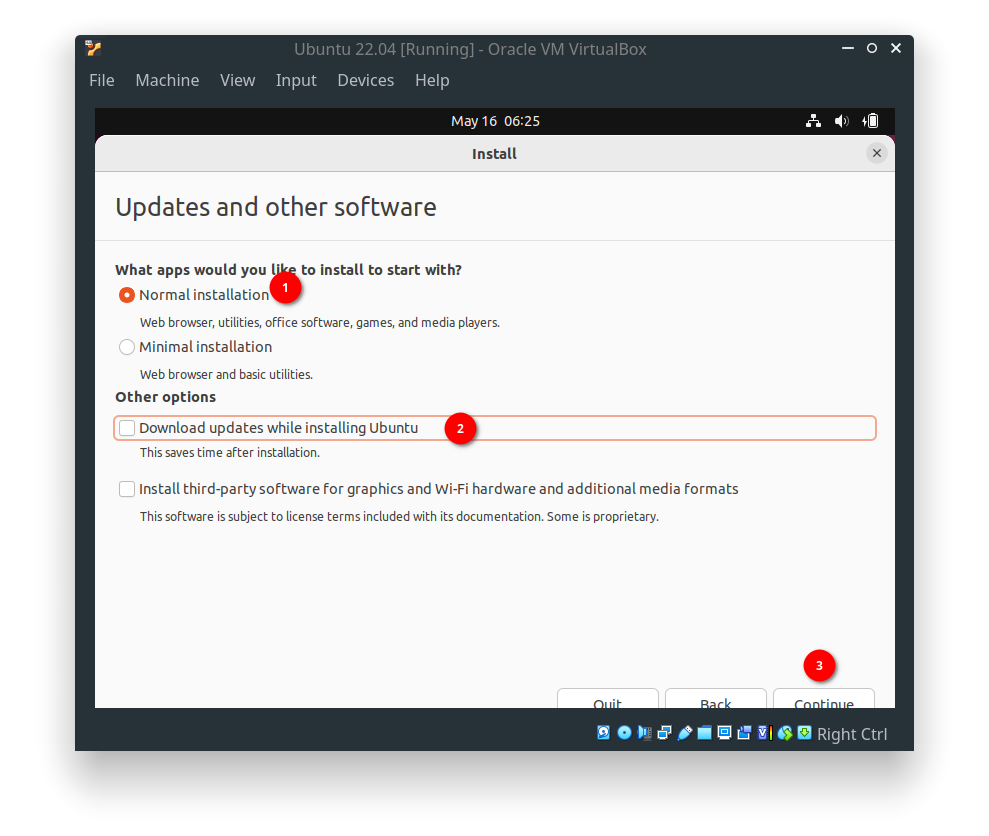 Ubuntu 22.04 [Running] - Oracle VM VirtualBox
File Machine View Input Devices Help
May 16 06:25
Install
Updates and other software
What apps would you like to install to start with?
Normal installation 1
Web browser, utilities, office software, games, and media players.
Minimal installation
Web browser and basic utilities.
Other options
Download updates while installing Ubuntu 2
This saves time after installation.
Install third-party software for graphics and Wi-Fi hardware and additional media formats
This software is subject to license terms included with its documentation. Some is proprietary.
3
Quit Back Continue
Right Ctrl